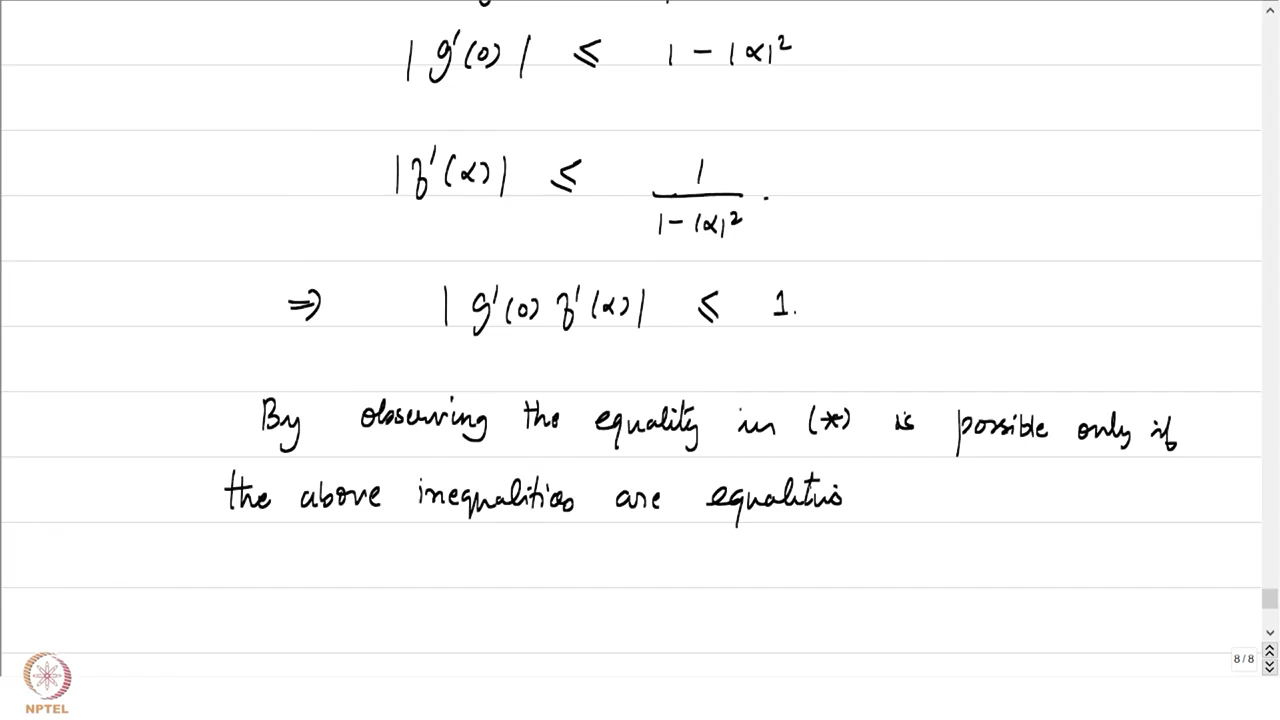 |g'(0)| ≤ 1 - |α|²
|f'(α)| ≤ 1/(1-|α|²).
⇒ |g'(0) f'(α)| ≤ 1.
By observing the equality in (*) is possible only if
the above inequalities are equalities
8 / 8
NPTEL